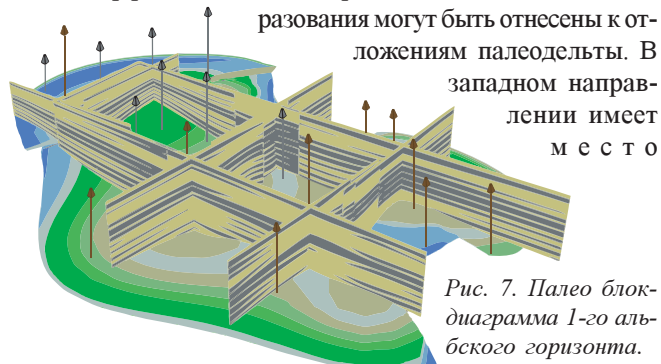 разования могут быть отнесены к от-
ложениям палеодельты. В
западном направ-
лении имеет
м е с т о
Рис. 7. Палео блок-
диаграмма 1-го аль-
бского горизонта.